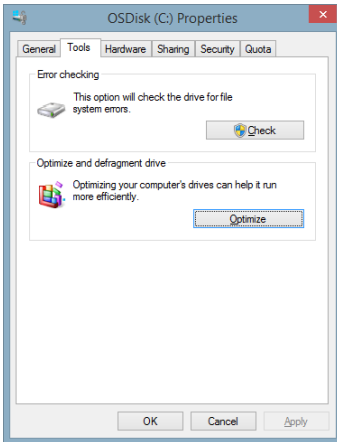 OSDisk (C:) Properties
General Tools Hardware Sharing Security Quota
Error checking
This option will check the drive for file
system errors.
Check
Optimize and defragment drive
Optimizing your computer's drives can help it run
more efficiently.
Optimize
OK Cancel Apply